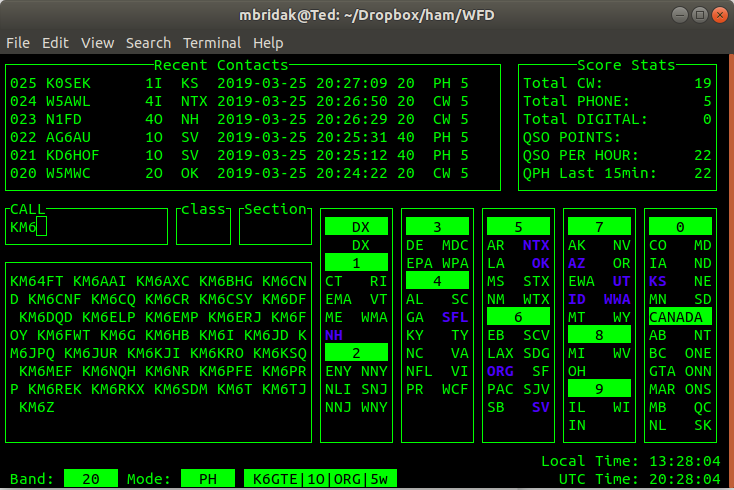 mbridak@Ted: ~/Dropbox/ham/WFD
File Edit View Search Terminal Help
Recent Contacts
025 K0SEK 1I KS 2019-03-25 20:27:09 20 PH 5
024 W5AWL 4I NTX 2019-03-25 20:26:50 20 CW 5
023 N1FD 4O NH 2019-03-25 20:26:29 20 CW 5
022 AG6AU 1O SV 2019-03-25 20:25:31 40 PH 5
021 KD6HOF 1O SV 2019-03-25 20:25:12 40 PH 5
020 W5MWC 2O OK 2019-03-25 20:24:22 20 CW 5
Score Stats
Total CW: 19
Total PHONE: 5
Total DIGITAL: 0
QSO POINTS:
QSO PER HOUR: 22
QPH Last 15min: 22
CALL
KM6
class
Section
KM64FT KM6AAI KM6AXC KM6BHG KM6CN
D KM6CNF KM6CQ KM6CR KM6CSY KM6DF
KM6DQD KM6ELP KM6EMP KM6ERJ KM6F
OY KM6FWT KM6G KM6HB KM6I KM6JD K
M6JPQ KM6JUR KM6KJI KM6KRO KM6KSQ
KM6MEF KM6NQH KM6NR KM6PFE KM6PR
P KM6REK KM6RKX KM6SDM KM6T KM6TJ
KM6Z
DX
DX
1
CT RI
EMA VT
ME WMA
NH
2
ENY NNY
NLI SNJ
NNJ WNY
3
DE MDC
EPA WPA
4
AL SC
GA SFL
KY TY
NC VA
NFL VI
PR WCF
5
AR NTX
LA OK
MS STX
NM WTX
6
EB SCV
LAX SDG
ORG SF
PAC SJV
SB SV
7
AK NV
AZ OR
EWA UT
ID WWA
MT WY
8
MI WV
OH
9
IL WI
IN
0
CO MD
IA ND
KS NE
MN SD
CANADA
AB NT
BC ONE
GTA ONN
MAR ONS
MB QC
NL SK
Local Time: 13:28:04
Band: 20 Mode: PH K6GTE|1O|ORG|5w UTC Time: 20:28:04